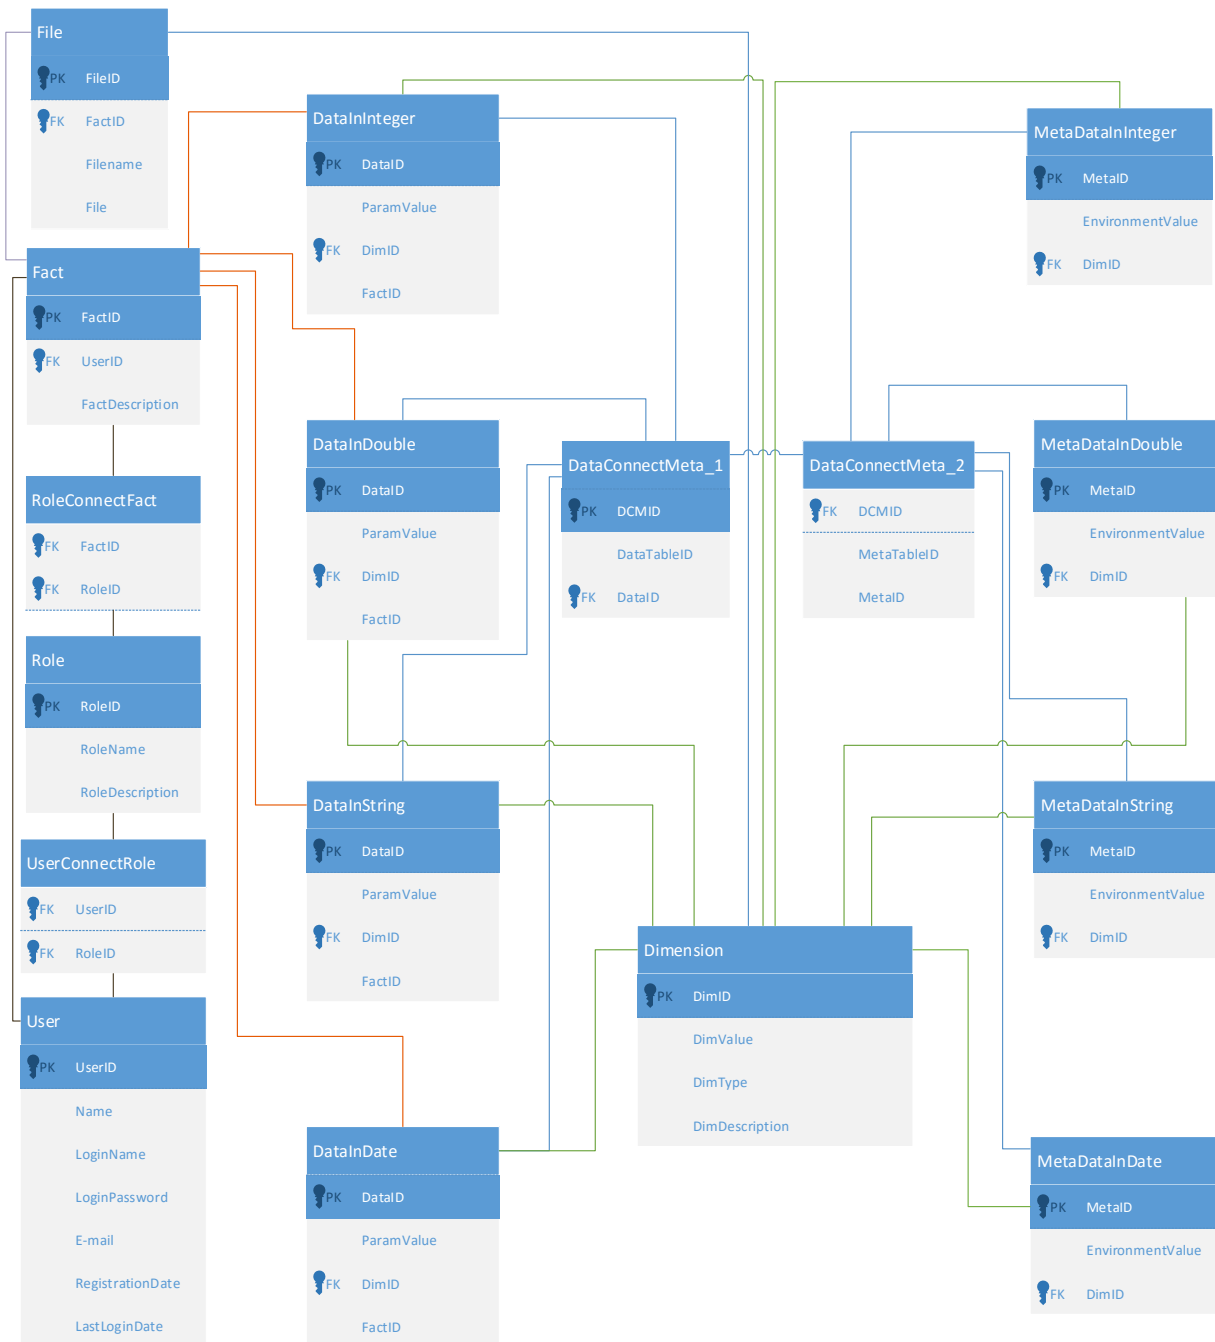 File
PK FileID
FK FactID
Filename
File
Fact
PK FactID
FK UserID
FactDescription
RoleConnectFact
FK FactID
FK RoleID
Role
PK RoleID
RoleName
RoleDescription
UserConnectRole
FK UserID
FK RoleID
User
PK UserID
Name
LoginName
LoginPassword
E-mail
RegistrationDate
LastLoginDate
DataInInteger
PK DataID
ParamValue
FK DimID
FactID
DataInDouble
PK DataID
ParamValue
FK DimID
FactID
DataInString
PK DataID
ParamValue
FK DimID
FactID
DataInDate
PK DataID
ParamValue
FK DimID
FactID
DataConnectMeta_1
PK DCMID
DataTableID
FK DataID
DataConnectMeta_2
FK DCMID
MetaTableID
MetaID
Dimension
PK DimID
DimValue
DimType
DimDescription
MetaDataInInteger
PK MetaID
EnvironmentValue
FK DimID
MetaDataInDouble
PK MetaID
EnvironmentValue
FK DimID
MetaDataInString
PK MetaID
EnvironmentValue
FK DimID
MetaDataInDate
PK MetaID
EnvironmentValue
FK DimID